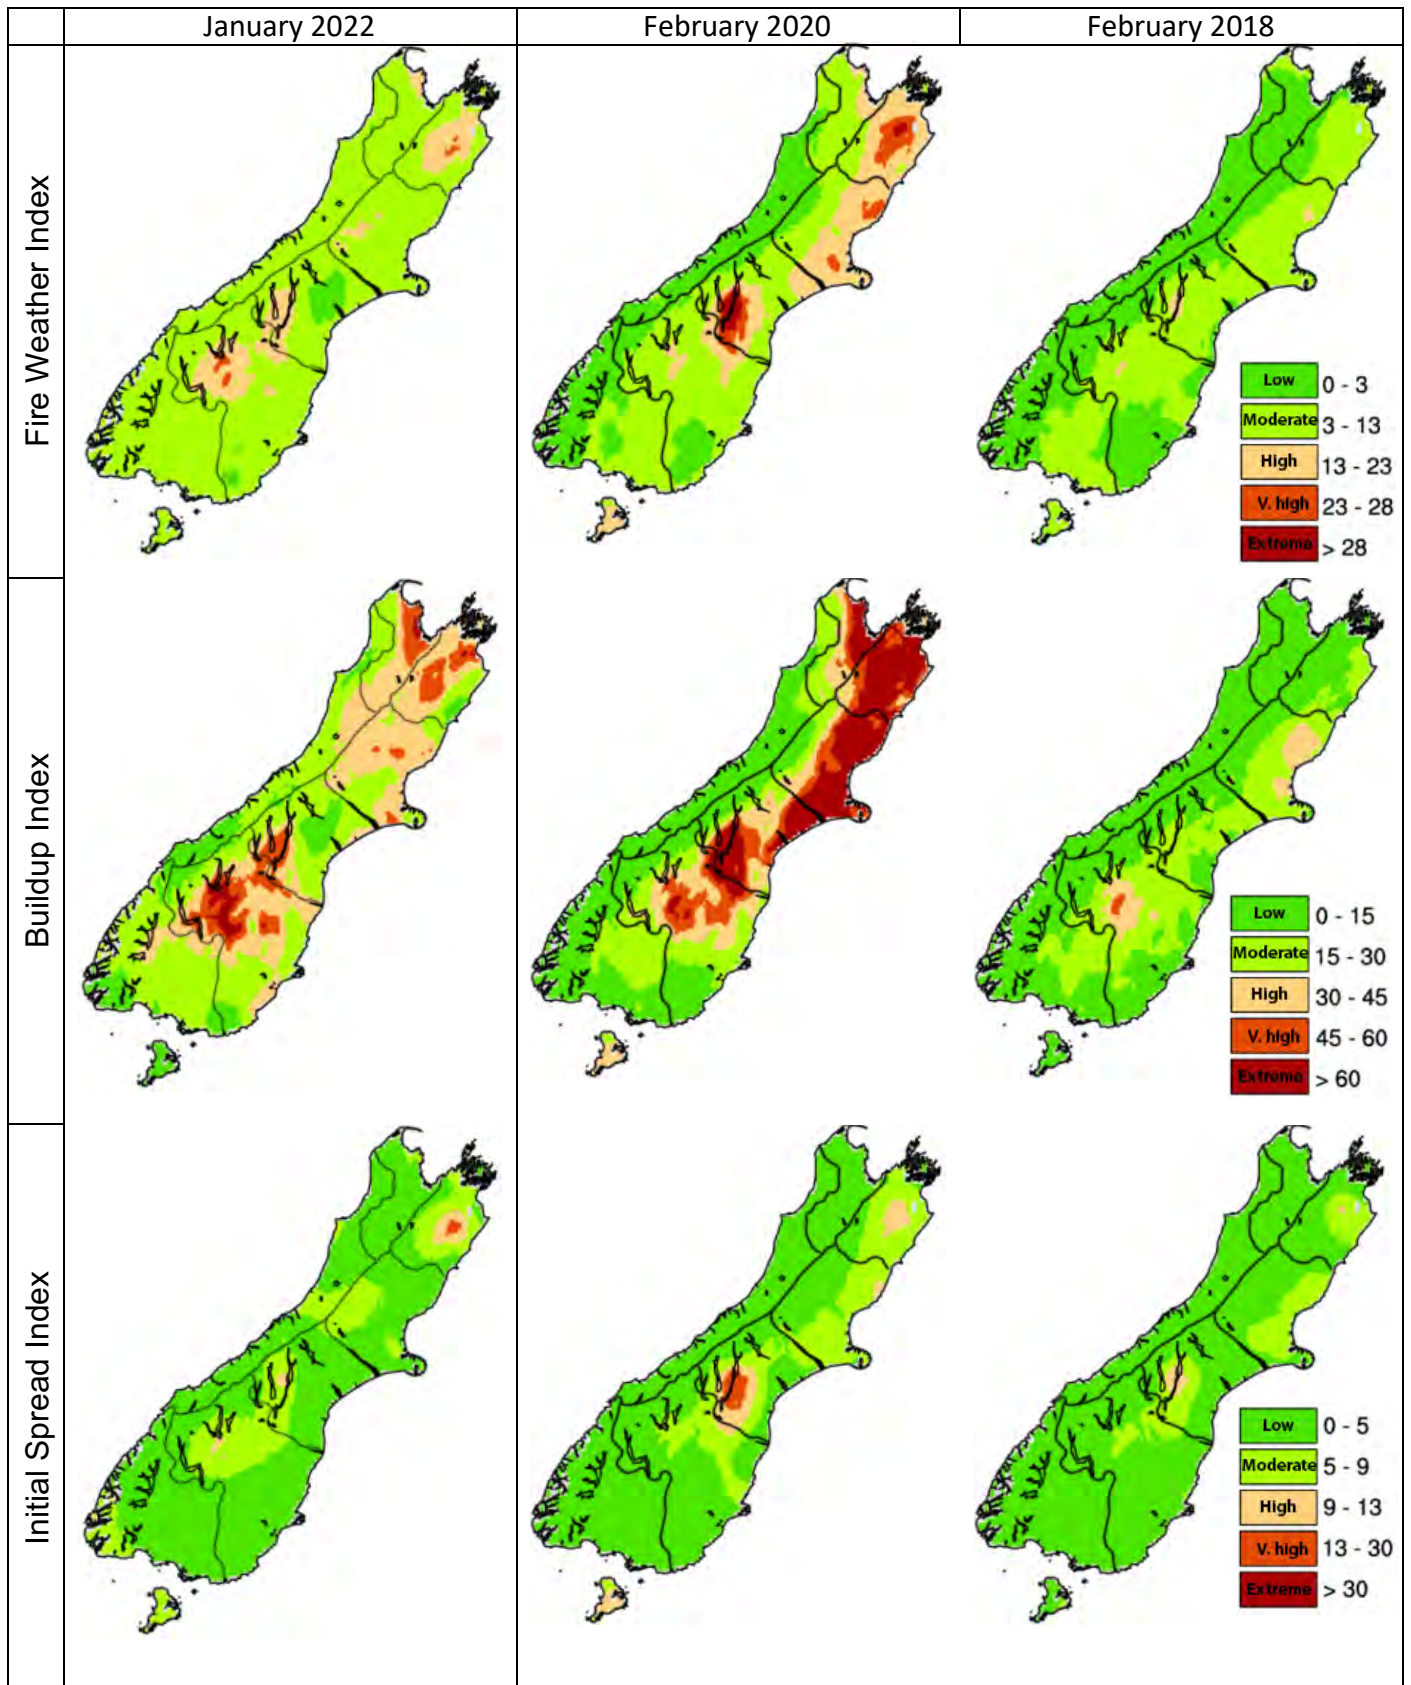 January 2022
February 2020
February 2018
Fire Weather Index
Low 0 - 3
Moderate 3 - 13
High 13 - 23
V. high 23 - 28
Extreme > 28
Buildup Index
Low 0 - 15
Moderate 15 - 30
High 30 - 45
V. high 45 - 60
Extreme > 60
Initial Spread Index
Low 0 - 5
Moderate 5 - 9
High 9 - 13
V. high 13 - 30
Extreme > 30